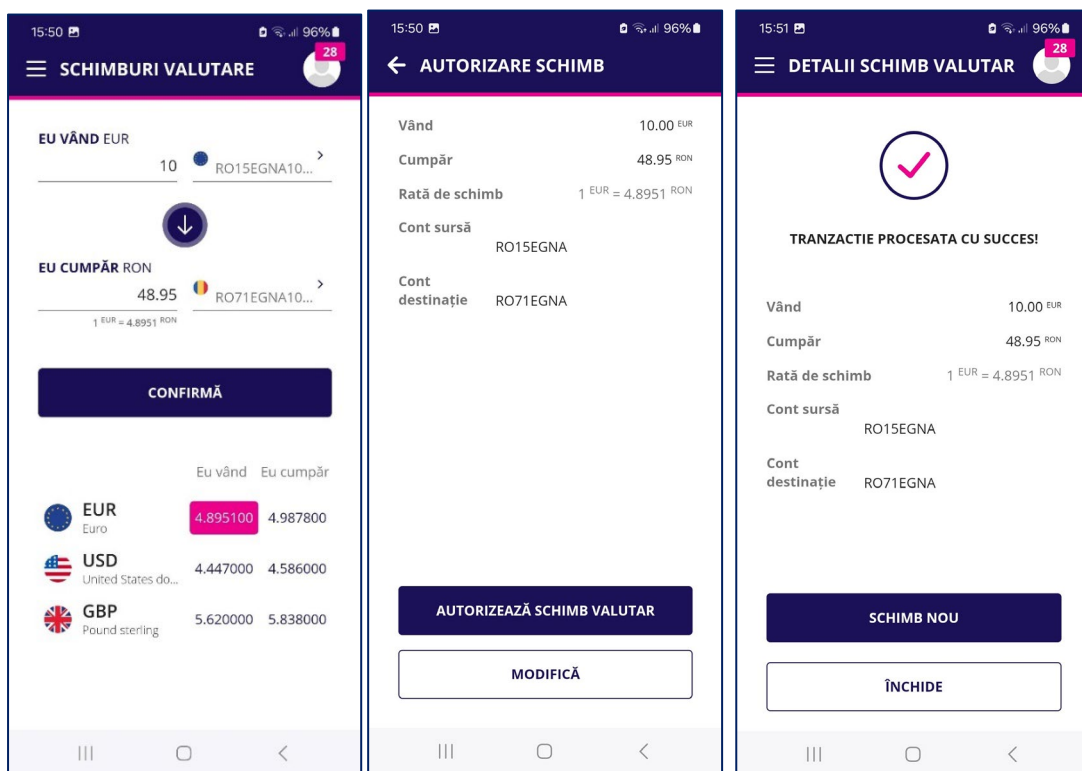 15:50 96%
28
SCHIMBURI VALUTARE
EU VÂND EUR
10 RO15EGNA10...
EU CUMPĂR RON
48.95 RO71EGNA10...
1 EUR = 4.8951 RON
CONFIRMĂ
Eu vând Eu cumpăr
EUR
Euro
4.895100 4.987800
USD
United States do...
4.447000 4.586000
GBP
Pound sterling
5.620000 5.838000
15:50 96%
AUTORIZARE SCHIMB
Vând 10.00 EUR
Cumpăr 48.95 RON
Rată de schimb 1 EUR = 4.8951 RON
Cont sursă
RO15EGNA
Cont
destinație RO71EGNA
AUTORIZEAZĂ SCHIMB VALUTAR
MODIFICĂ
15:51 96%
28
DETALII SCHIMB VALUTAR
TRANZACTIE PROCESATA CU SUCCES!
Vând 10.00 EUR
Cumpăr 48.95 RON
Rată de schimb 1 EUR = 4.8951 RON
Cont sursă
RO15EGNA
Cont
destinație RO71EGNA
SCHIMB NOU
ÎNCHIDE